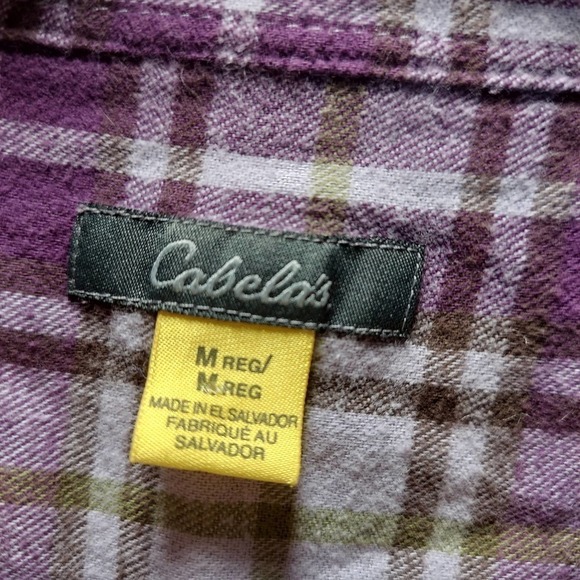 Cabela's
M REG/
M REG
MADE IN EL SALVADOR
FABRIQUÉ AU
SALVADOR